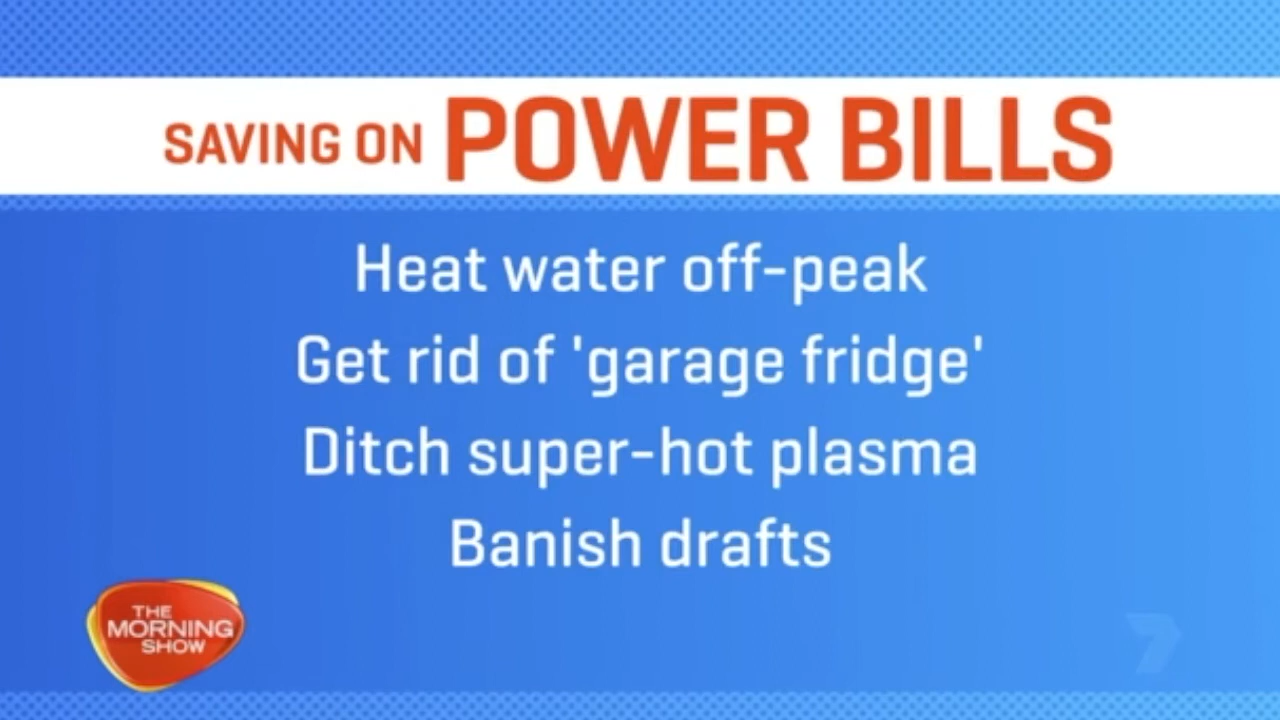 SAVING ON POWER BILLS
Heat water off-peak
Get rid of 'garage fridge'
Ditch super-hot plasma
Banish drafts
THE
MORNING
SHOW
7